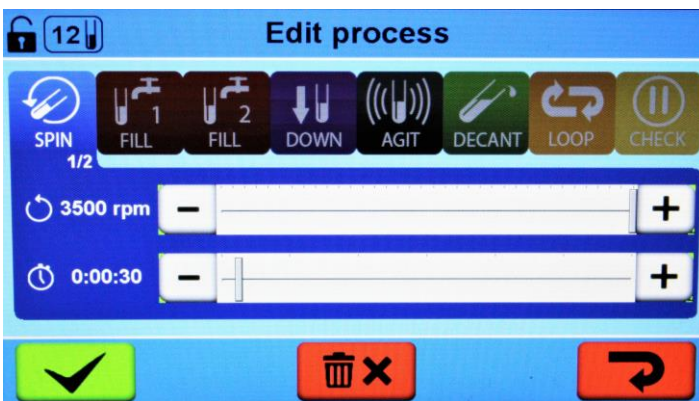 12
Edit process
SPIN
1/2
1
FILL
2
FILL
DOWN
AGIT
DECANT
LOOP
CHECK
3500 rpm
0:00:30